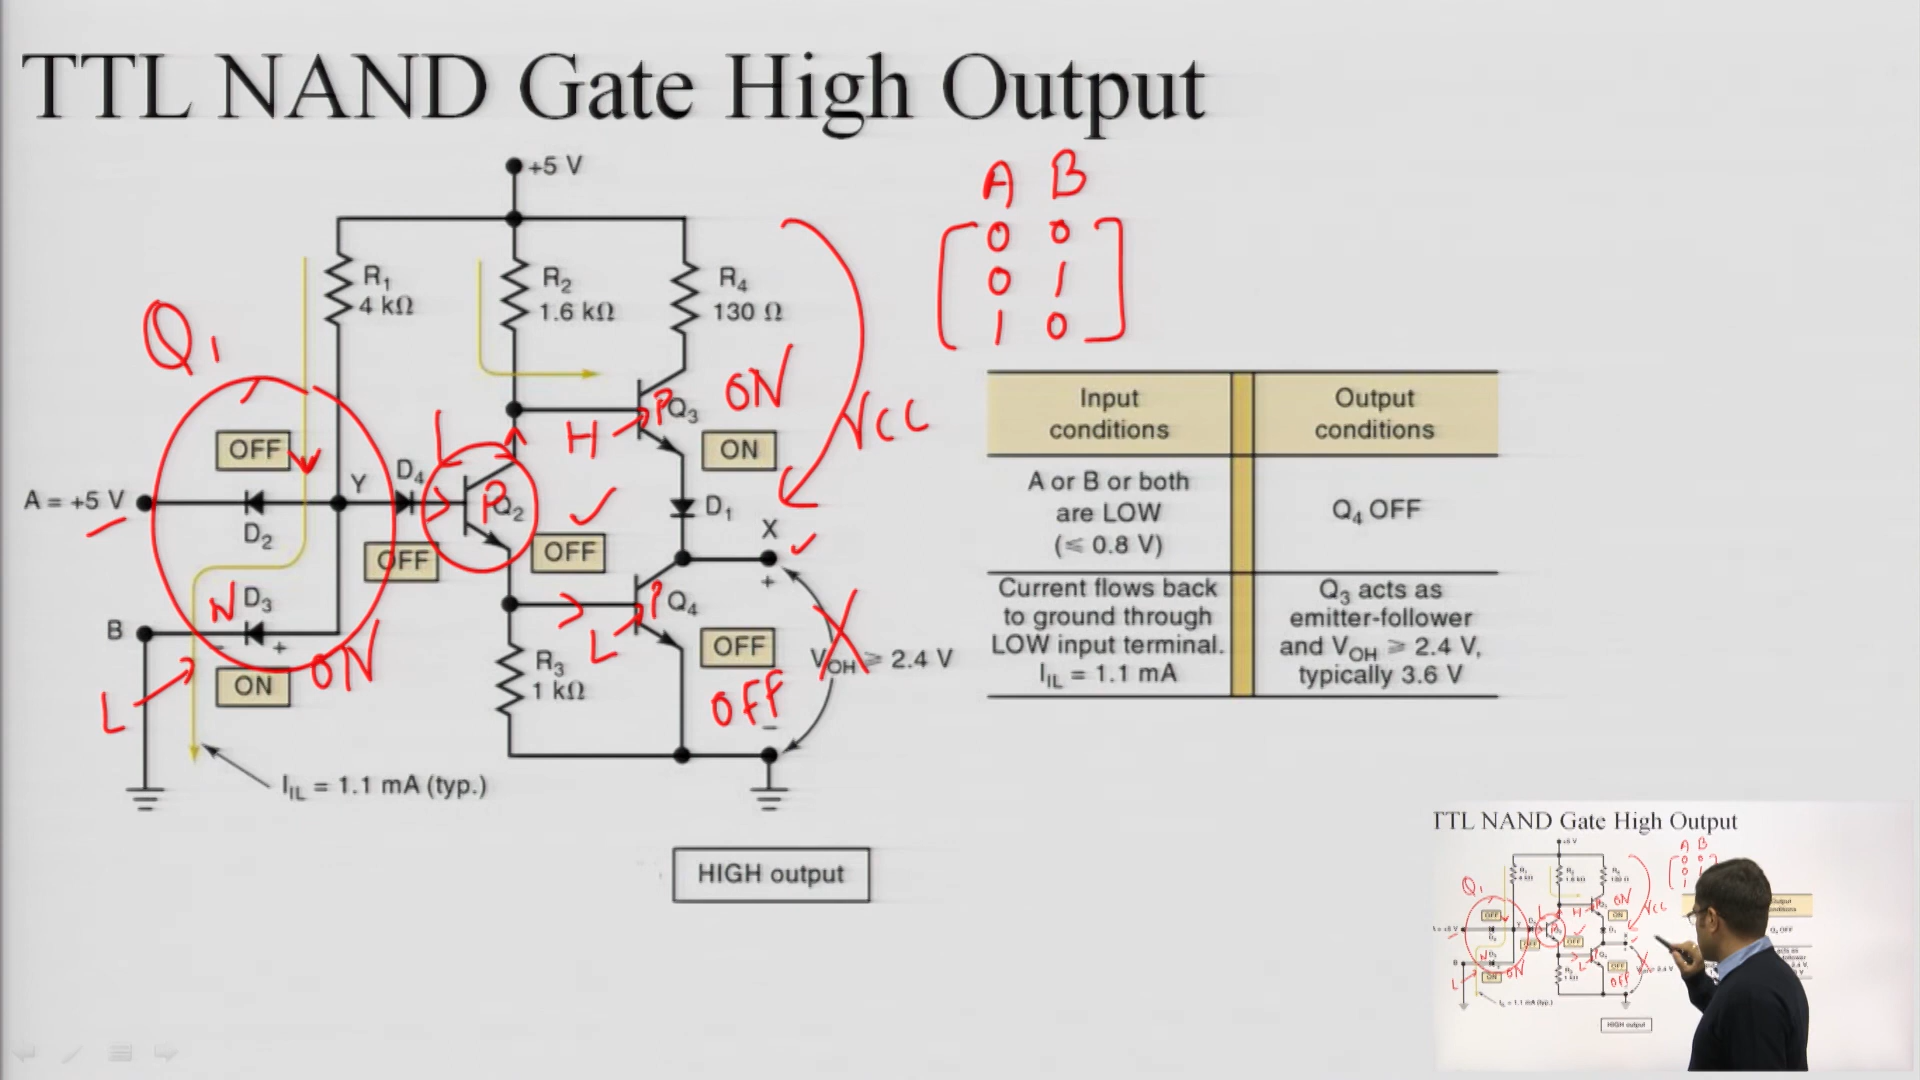 TTL NAND Gate High Output
+5 V
A B
0 0
0 1
1 0
R1
4 kΩ
R2
1.6 kΩ
R4
130 Ω
Q1
ON
VCC
H
P
Q3
ON
OFF
Y
D4
L
A = +5 V
D2
P
Q2
OFF
OFF
D1
X
+
N
D3
B
- +
ON
ON
L
L
P
Q4
OFF
OFF
R3
1 kΩ
VOH ⩾ 2.4 V
-
IIL = 1.1 mA (typ.)
HIGH output
Input
conditions
Output
conditions
A or B or both
are LOW
(⩽ 0.8 V)
Q4 OFF
Current flows back
to ground through
LOW input terminal.
IIL = 1.1 mA
Q3 acts as
emitter-follower
and VOH ⩾ 2.4 V,
typically 3.6 V
TTL NAND Gate High Output
HIGH output